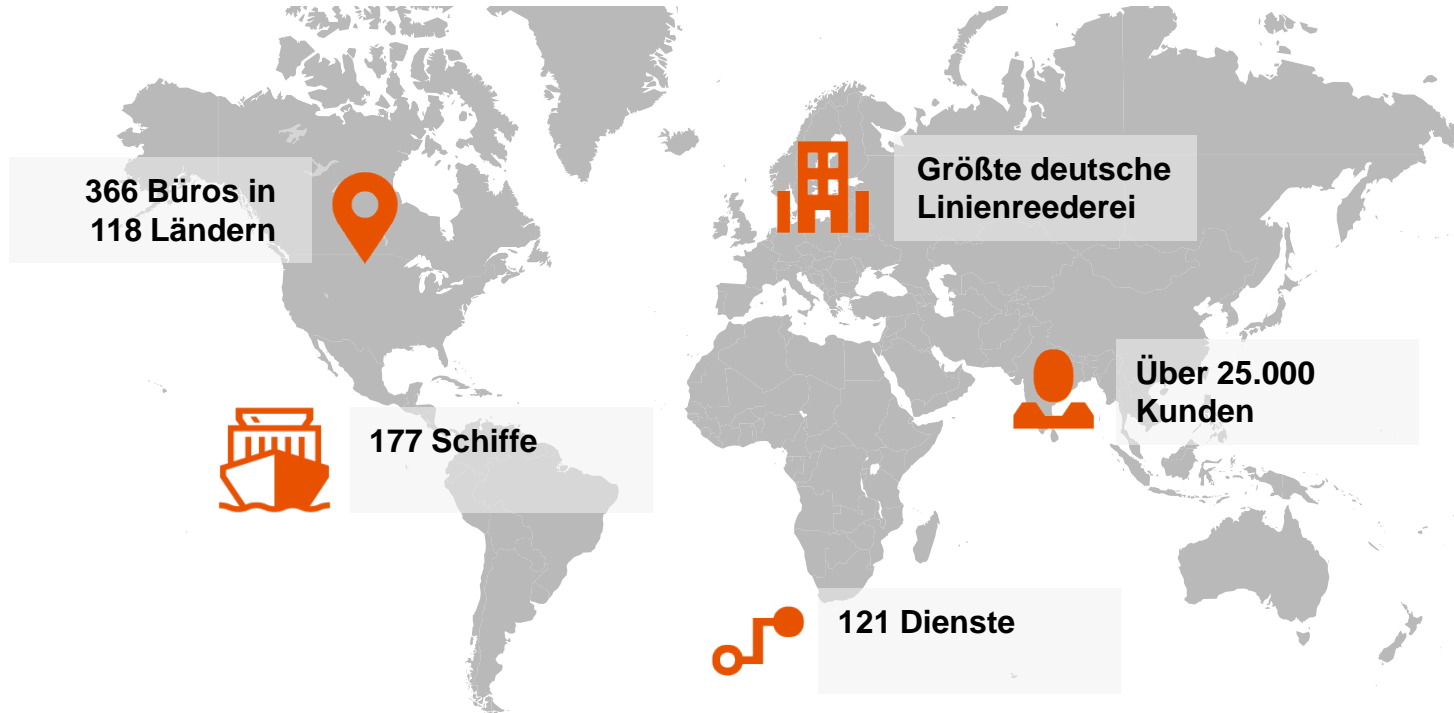 366 Büros in
118 Ländern
Größte deutsche
Linienreederei
Über 25.000
Kunden
177 Schiffe
121 Dienste